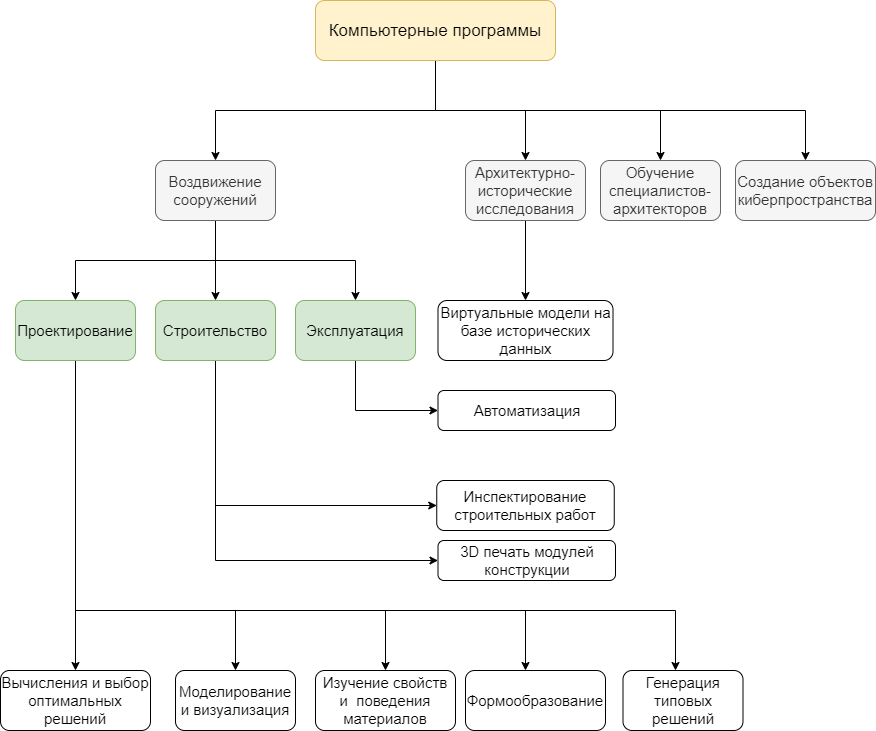 Компьютерные программы
Воздвижение
сооружений
Архитектурно-
исторические
исследования
Обучение
специалистов-
архитекторов
Создание объектов
киберпространства
Проектирование
Строительство
Эксплуатация
Виртуальные модели на
базе исторических
данных
Автоматизация
Инспектирование
строительных работ
3D печать модулей
конструкции
Вычисления и выбор
оптимальных
решений
Моделирование
и визуализация
Изучение свойств
и поведения
материалов
Формообразование
Генерация
типовых
решений